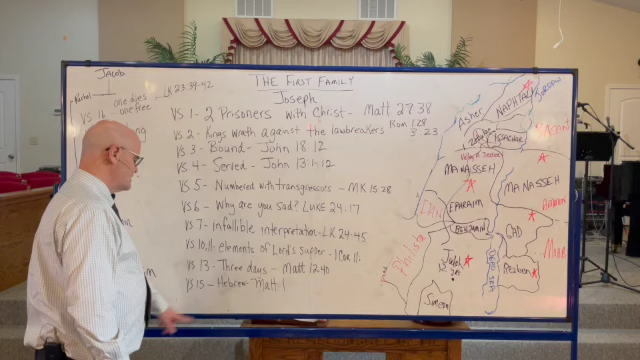 Jacob
Rachel
LK 23:39-42
VS 16 one dies
one free
THE FIRST FAMILY
Joseph
VS 1- 2 Prisoners with Christ - Matt 27:38
VS 2- Kings wrath against the lawbreakers Rom 1:28
3:23
VS 3 - Bound - John 18:12
VS 4 - Served - John 13:1-12
VS 5 - Numbered with transgressors - MK 15:28
VS 6 - Why are you sad? LUKE 24:17
VS 7 - Infallible interpretation - LK 24:45
VS 10,11 - elements of Lord's Supper - 1 Cor 11:
VS 13 - Three days - Matt 12:40
VS 15 - Hebrew - Matt 1
Asher
NAPHTALI
ISSACHAR
MANASSEH
MANASSEH
EPHRAIM
BENJAMIN
GAD
DAN
Philistia
Judah
Reuben
Simeon
DEAD SEA
Ammon
MOAB